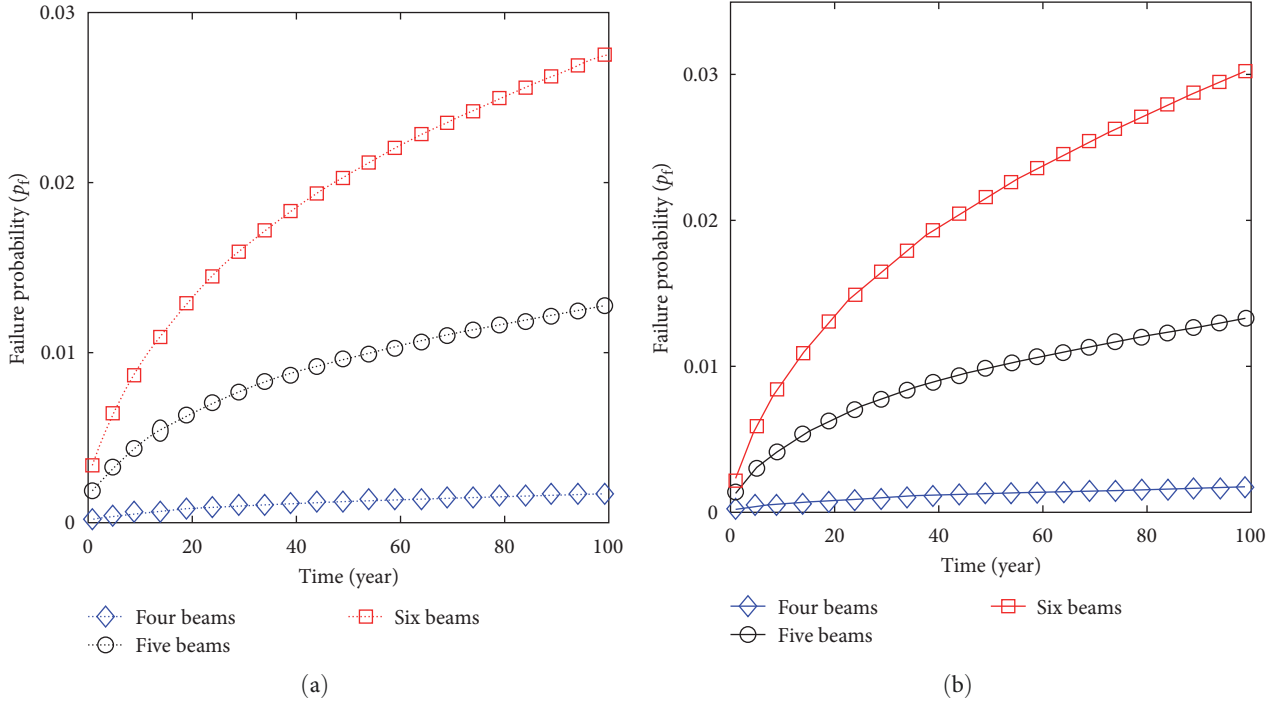 0.03
0.02
0.01
0
Failure probability (pf)
0 20 40 60 80 100
Time (year)
Four beams
Six beams
Five beams
(a)
0.03
0.02
0.01
0
Failure probability (pf)
0 20 40 60 80 100
Time (year)
Four beams
Six beams
Five beams
(b)